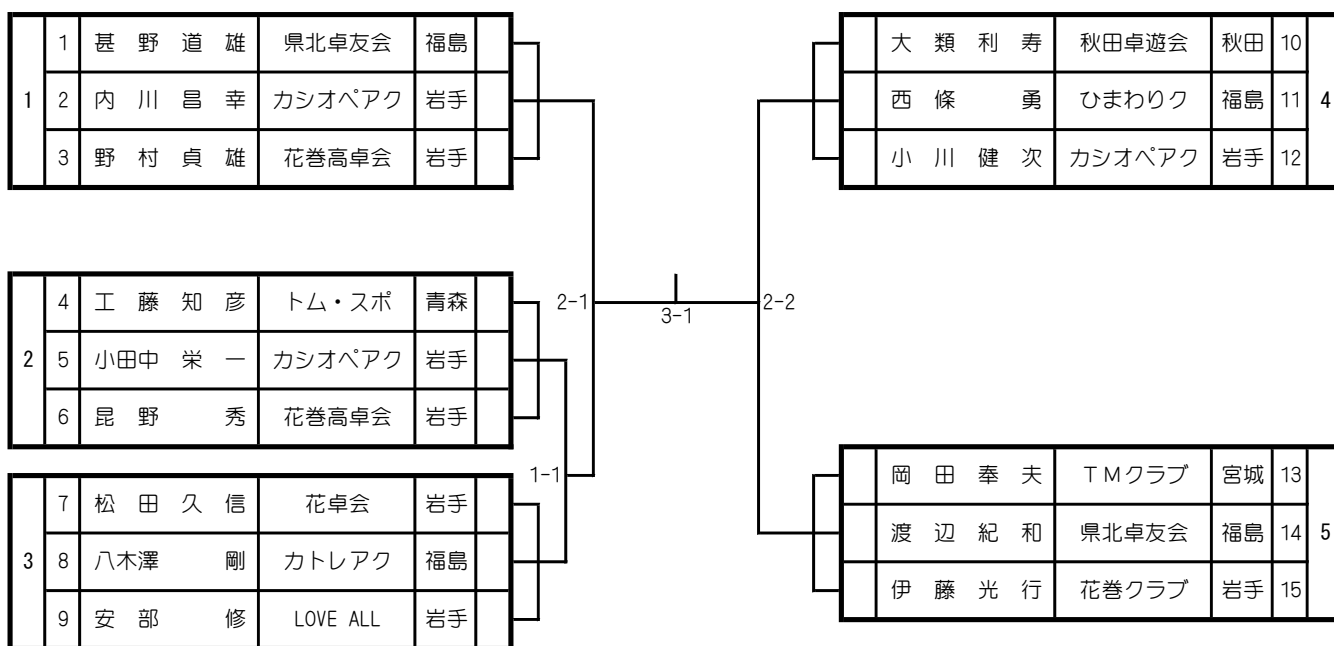 1
1 甚野道雄 県北卓友会 福島
2 内川昌幸 カシオペアク 岩手
3 野村貞雄 花巻高卓会 岩手
2
4 工藤知彦 トム・スポ 青森
5 小田中栄一 カシオペアク 岩手
6 昆野秀 花巻高卓会 岩手
3
7 松田久信 花卓会 岩手
8 八木澤剛 カトレアク 福島
9 安部修 LOVE ALL 岩手
2-1
1-1
3-1
2-2
大類利寿 秋田卓遊会 秋田 10
西條勇 ひまわりク 福島 11
小川健次 カシオペアク 岩手 12
4
岡田奉夫 TMクラブ 宮城 13
渡辺紀和 県北卓友会 福島 14
伊藤光行 花巻クラブ 岩手 15
5